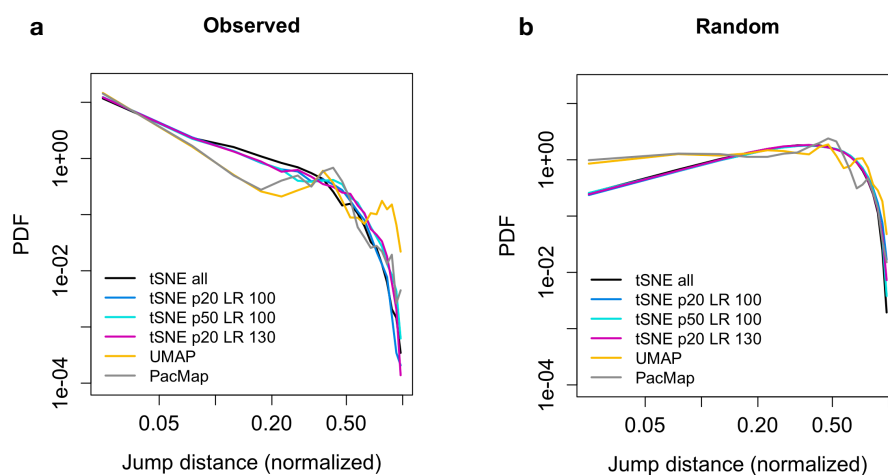 a
Observed
PDF
1e+00
1e-02
1e-04
tSNE all
tSNE p20 LR 100
tSNE p50 LR 100
tSNE p20 LR 130
UMAP
PacMap
0.05
0.20
0.50
Jump distance (normalized)
b
Random
PDF
1e+00
1e-02
1e-04
tSNE all
tSNE p20 LR 100
tSNE p50 LR 100
tSNE p20 LR 130
UMAP
PacMap
0.05
0.20
0.50
Jump distance (normalized)